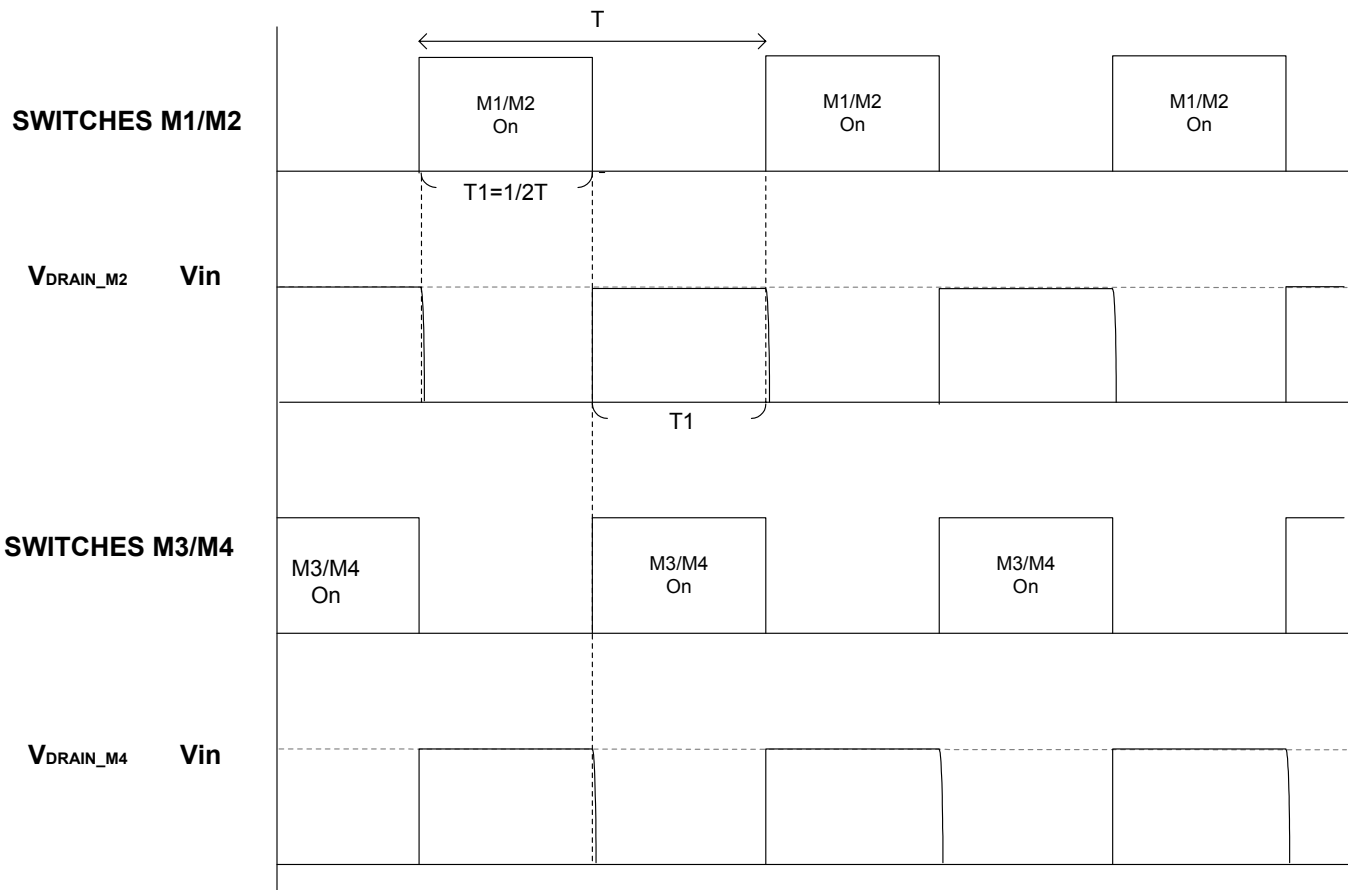 T
SWITCHES M1/M2
M1/M2
On
M1/M2
On
M1/M2
On
T1=1/2T
VDRAIN_M2 Vin
T1
SWITCHES M3/M4
M3/M4
On
M3/M4
On
M3/M4
On
VDRAIN_M4 Vin